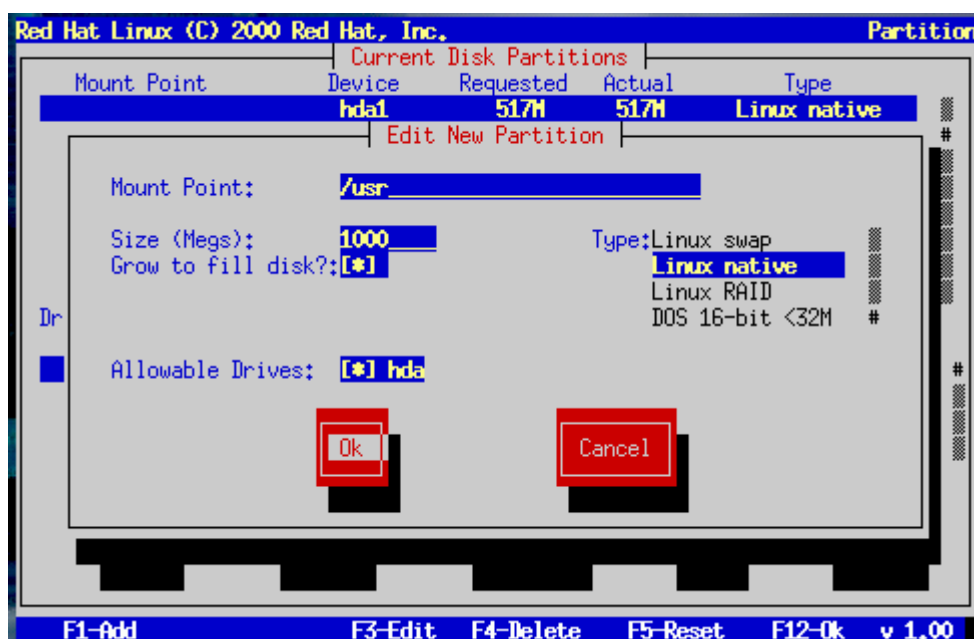 Red Hat Linux (C) 2000 Red Hat, Inc. Partition
Current Disk Partitions
Mount Point Device Requested Actual Type
hda1 517M 517M Linux native
Edit New Partition
#
Mount Point: /usr
Size (Megs): 1000 Type: Linux swap
Grow to fill disk?: [*] Linux native
Linux RAID
Dr DOS 16-bit <32M #
Allowable Drives: [*] hda #
Ok Cancel
F1-Add F3-Edit F4-Delete F5-Reset F12-Ok v 1.00